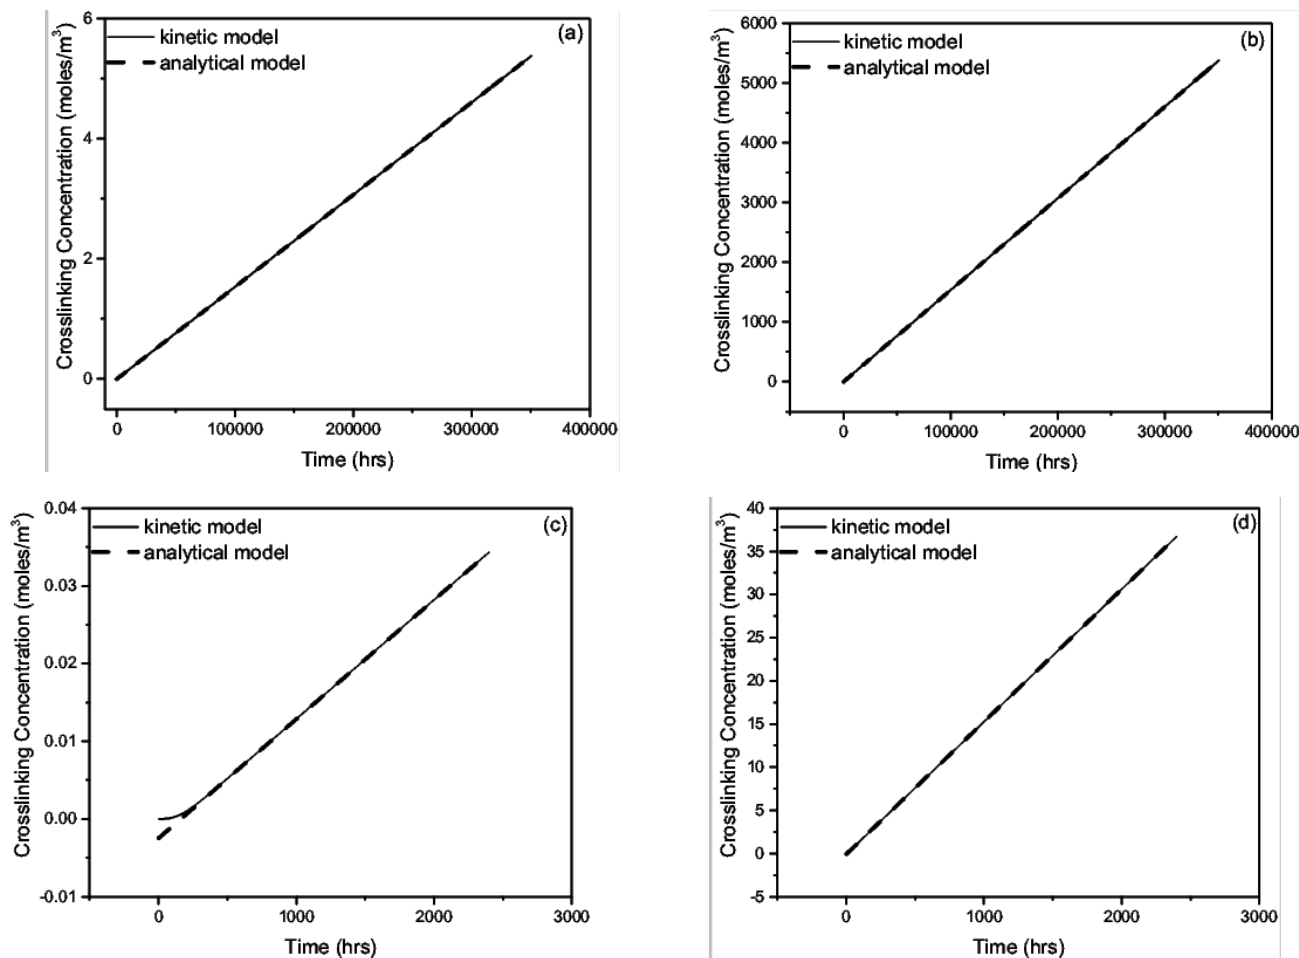 (a)
kinetic model
analytical model
Crosslinking Concentration (moles/m³)
6
4
2
0
0 100000 200000 300000 400000
Time (hrs)
(b)
kinetic model
analytical model
Crosslinking Concentration (moles/m³)
6000
5000
4000
3000
2000
1000
0
0 100000 200000 300000 400000
Time (hrs)
(c)
kinetic model
analytical model
Crosslinking Concentration (moles/m³)
0.04
0.03
0.02
0.01
0.00
-0.01
0 1000 2000 3000
Time (hrs)
(d)
kinetic model
analytical model
Crosslinking Concentration (moles/m³)
40
35
30
25
20
15
10
5
0
-5
0 1000 2000 3000
Time (hrs)